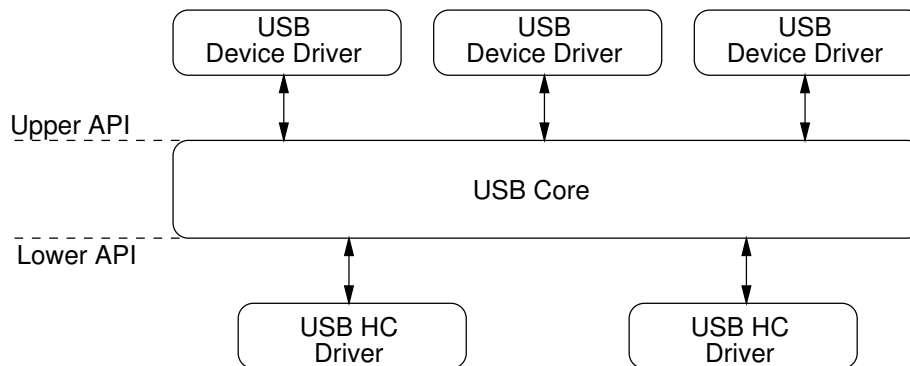 USB
Device Driver
USB
Device Driver
USB
Device Driver
Upper API
USB Core
Lower API
USB HC
Driver
USB HC
Driver